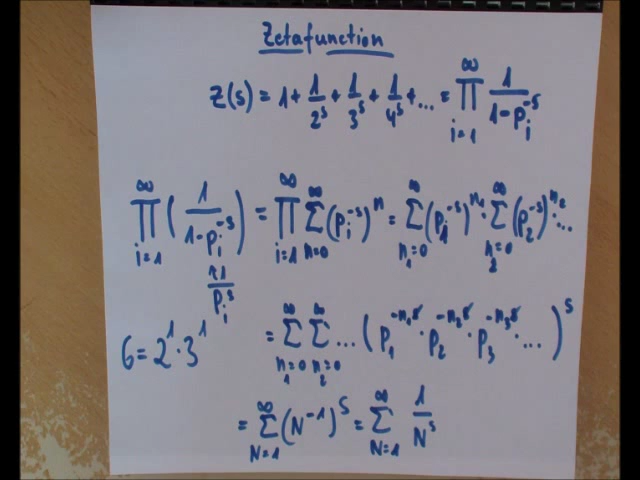 Zetafunction
Z(s) = 1 + 1/2^s + 1/3^s + 1/4^s + ... = ∏_{i=1}^{∞} 1/(1-p_i^{-s})
∏_{i=1}^{∞} ( 1/(1-p_i^{-s}) ) = ∏_{i=1}^{∞} ∑_{n=0}^{∞} (p_i^{-s})^n = ∑_{n_1=0}^{∞} (p_1^{-s})^{n_1} · ∑_{n_2=0}^{∞} (p_2^{-s})^{n_2} · ...
1/p_i^s
6 = 2^1 · 3^1
= ∑_{n_1=0}^{∞} ∑_{n_2=0}^{∞} ... ( p_1^{-n_1 s} · p_2^{-n_2 s} · p_3^{-n_3 s} · ... )^s
= ∑_{N=1}^{∞} (N^{-1})^s = ∑_{N=1}^{∞} 1/N^s